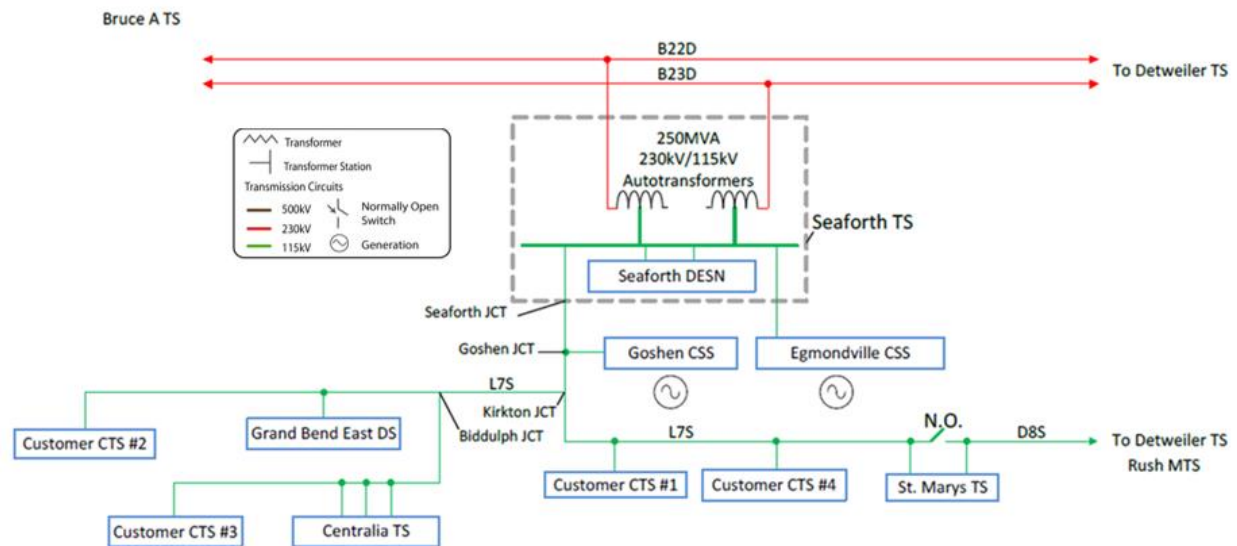 Bruce A TS
B22D
B23D
To Detweiler TS
Transformer
Transformer Station
Transmission Circuits
500kV
230kV
115kV
Normally Open
Switch
Generation
250MVA
230kV/115kV
Autotransformers
Seaforth TS
Seaforth DESN
Seaforth JCT
Goshen JCT
Goshen CSS
Egmondville CSS
L7S
Kirkton JCT
Biddulph JCT
Customer CTS #2
Grand Bend East DS
L7S
N.O.
D8S
To Detweiler TS
Rush MTS
Customer CTS #1
Customer CTS #4
St. Marys TS
Customer CTS #3
Centralia TS